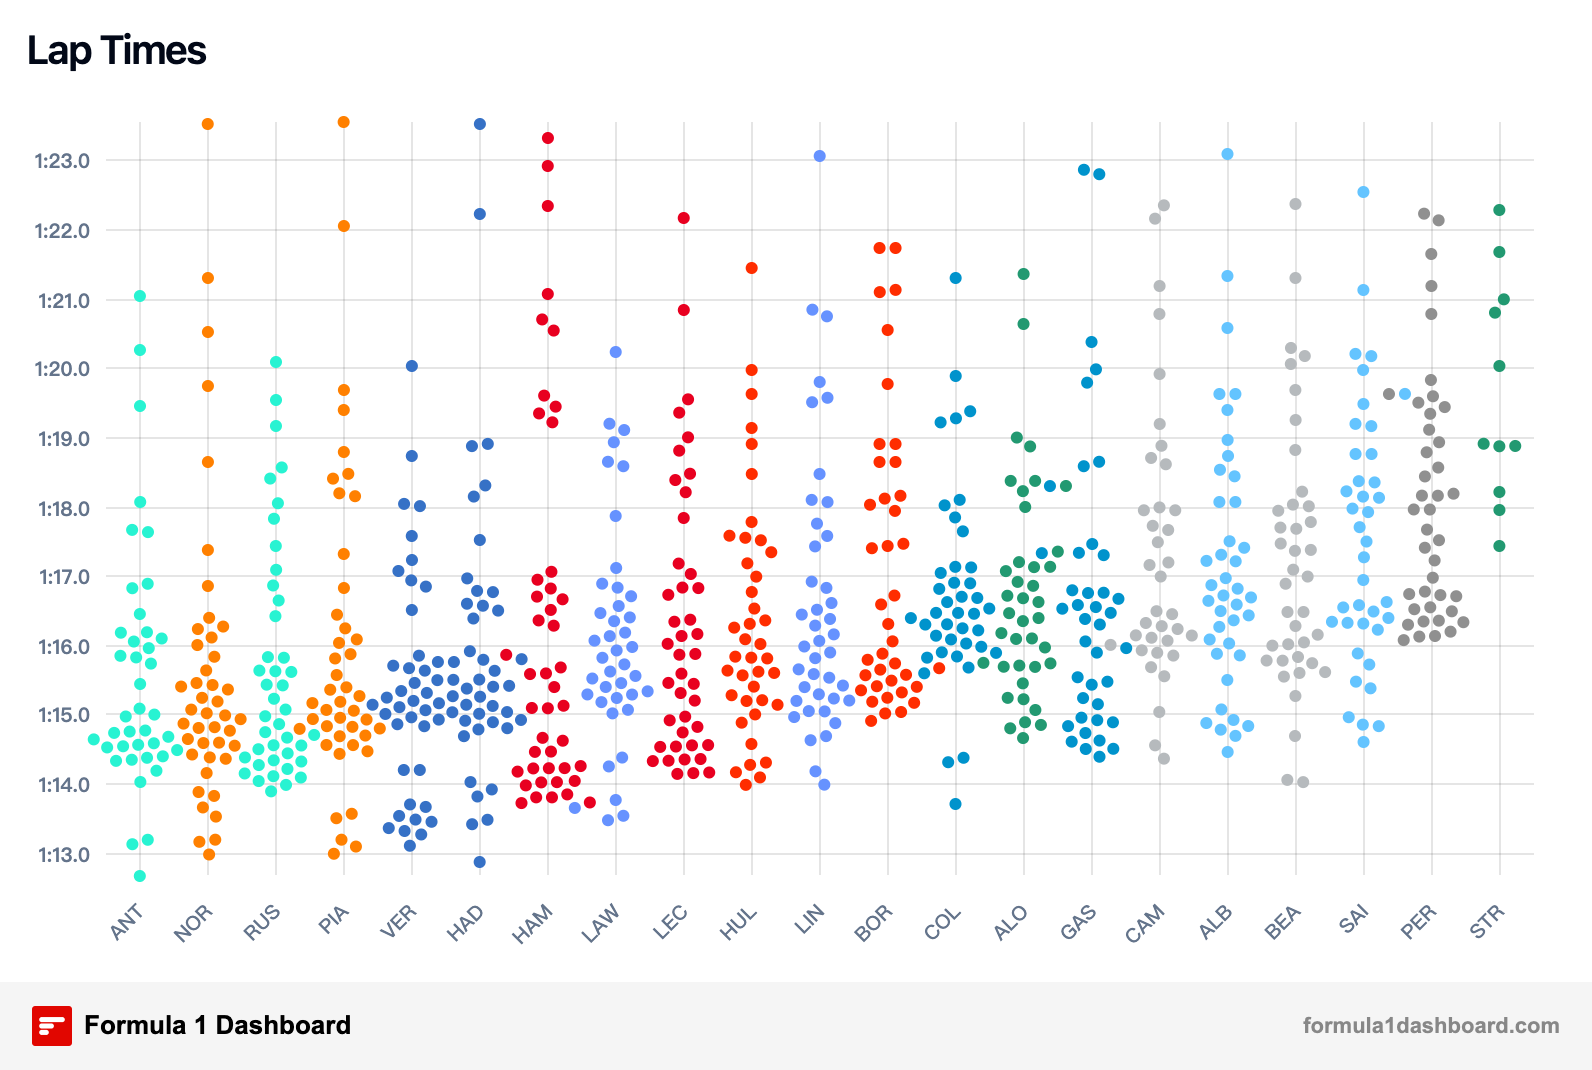 Lap Times
1:23.0
1:22.0
1:21.0
1:20.0
1:19.0
1:18.0
1:17.0
1:16.0
1:15.0
1:14.0
1:13.0
ANT NOR RUS PIA VER HAD HAM LAW LEC HUL LIN BOR COL ALO GAS CAM ALB BEA SAI PER STR
Formula 1 Dashboard
formula1dashboard.com